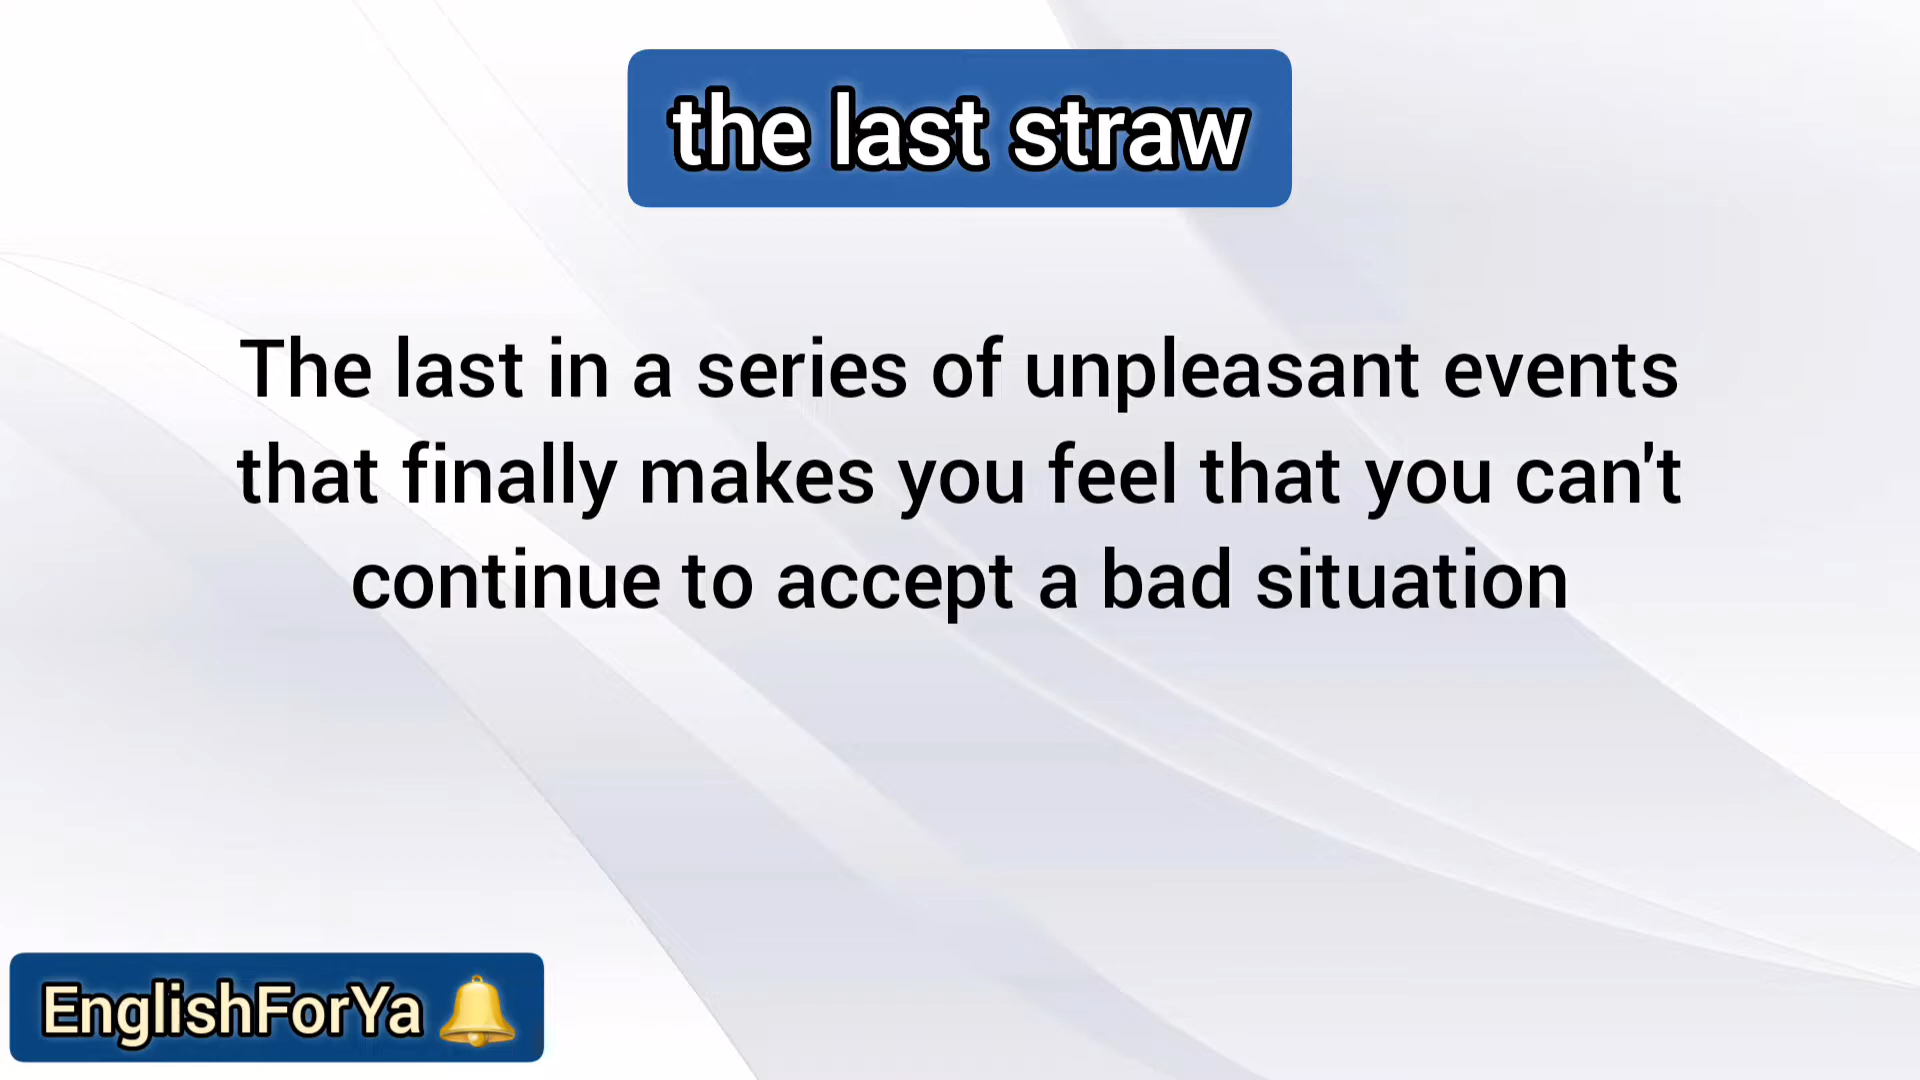 the last straw
The last in a series of unpleasant events
that finally makes you feel that you can't
continue to accept a bad situation
EnglishForYa